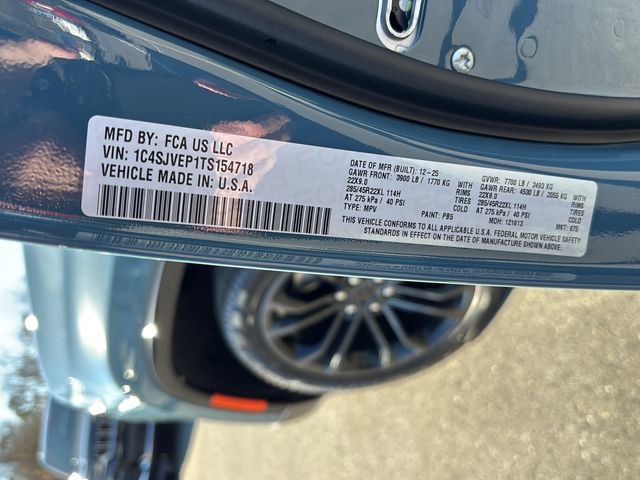 MFD BY: FCA US LLC
VIN: 1C4SJVEP1TS154718
VEHICLE MADE IN: U.S.A.
DATE OF MFR (BUILT): 12-25 GVWR: 7700 LB / 3493 KG
GAWR FRONT: 3900 LB / 1770 KG WITH GAWR REAR: 4530 LB / 2055 KG WITH
22X9.0 RIMS 22X9.0 RIMS
285/45R22XL 114H TIRES 285/45R22XL 114H TIRES
AT 275 kPa / 40 PSI COLD AT 275 kPa / 40 PSI COLD
TYPE: MPV PAINT: PB5 MDH: 121613 MKT: 875
THIS VEHICLE CONFORMS TO ALL APPLICABLE U.S.A. FEDERAL MOTOR VEHICLE SAFETY
STANDARDS IN EFFECT ON THE DATE OF MANUFACTURE SHOWN ABOVE.